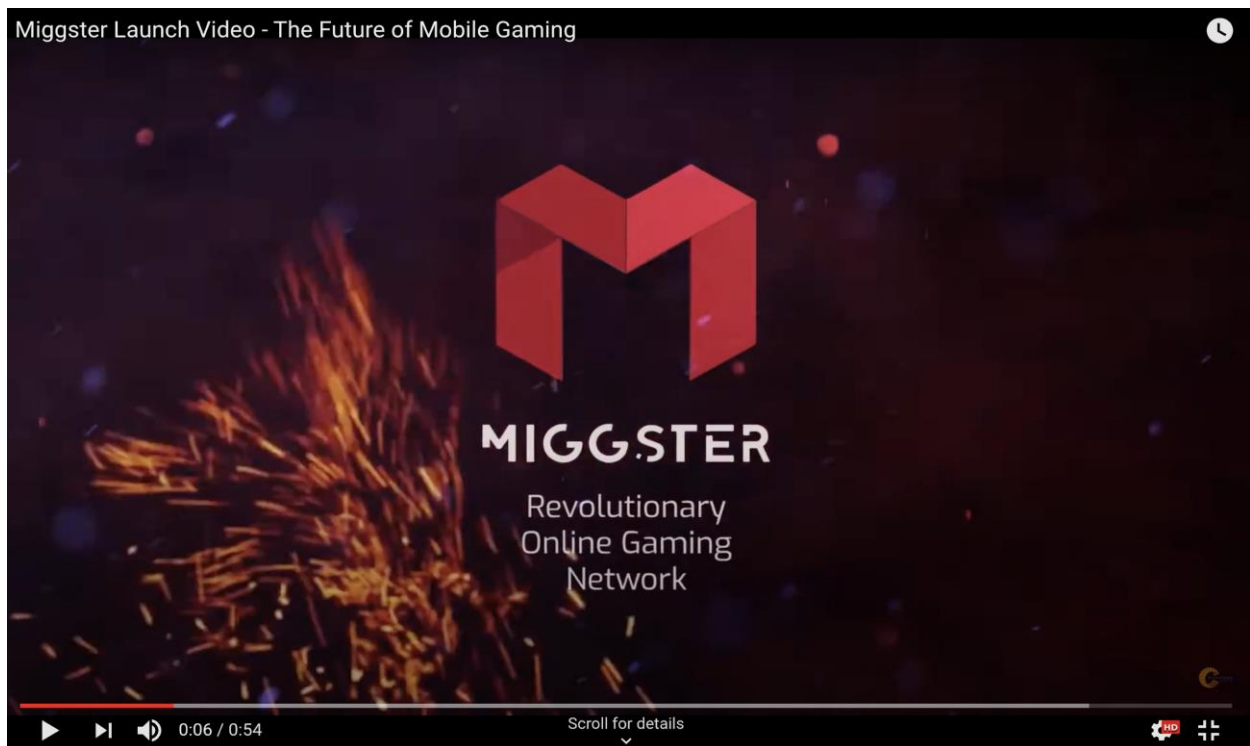 Miggster Launch Video - The Future of Mobile Gaming
MIGGSTER
Revolutionary
Online Gaming
Network
0:06 / 0:54
Scroll for details
HD